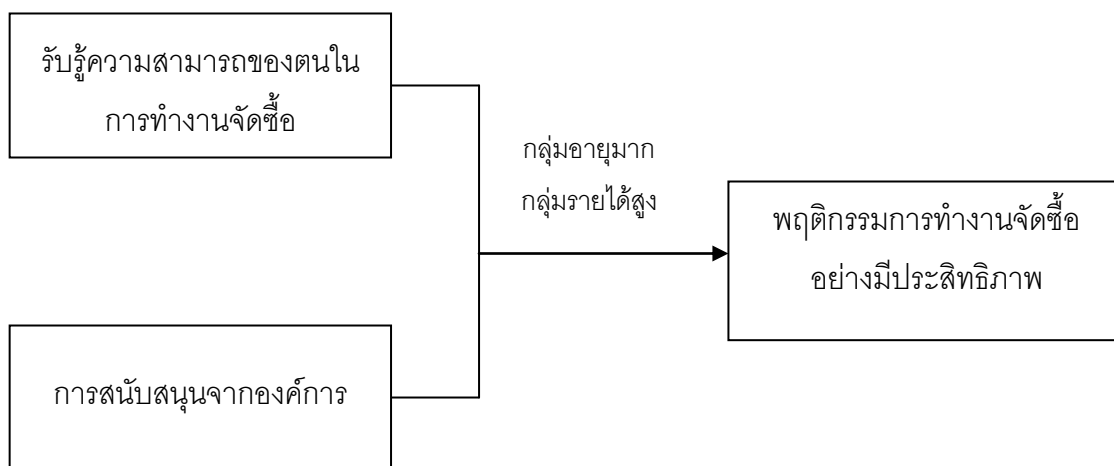 รับรู้ความสามารถของตนใน
การทำงานจัดซื้อ
กลุ่มอายุมาก
กลุ่มรายได้สูง
พฤติกรรมการทำงานจัดซื้อ
อย่างมีประสิทธิภาพ
การสนับสนุนจากองค์การ